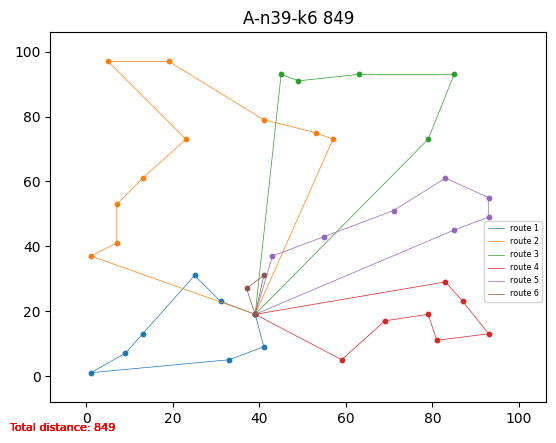 A-n39-k6 849
100
80
60
40
20
0
route 1
route 2
route 3
route 4
route 5
route 6
0 20 40 60 80 100
Total distance: 849